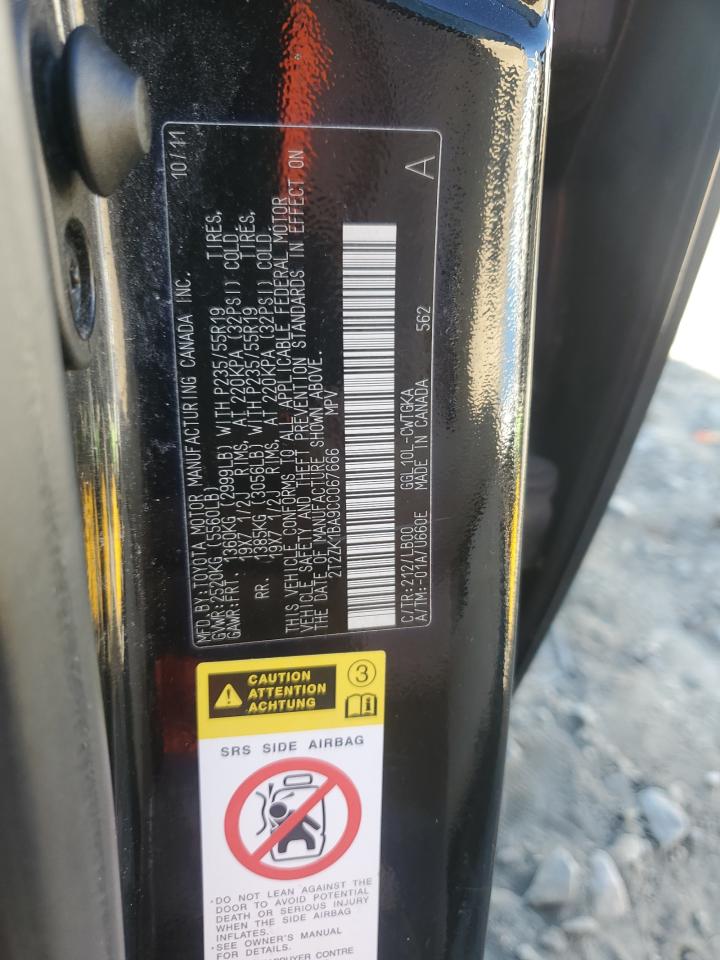 MFD.BY:TOYOTA MOTOR MANUFACTURING CANADA INC. 10/11
GVWR:2520KG (5560LB)
GAWR:FRT. 1360KG (2999LB) WITH P235/55R19 TIRES,
19X7 1/2J RIMS, AT 220KPA (32PSI) COLD.
RR. 1385KG (3056LB) WITH P235/55R19 TIRES,
19X7 1/2J RIMS, AT 220KPA (32PSI) COLD.
THIS VEHICLE CONFORMS TO ALL APPLICABLE FEDERAL MOTOR
VEHICLE SAFETY AND THEFT PREVENTION STANDARDS IN EFFECT ON
THE DATE OF MANUFACTURE SHOWN ABOVE.
2T2ZK1BA9CC067666 MPV
A
C/TR:212/LB00 GGL10L-CWTGKA
A/TM:-01A/U660E MADE IN CANADA 562
CAUTION
ATTENTION
ACHTUNG
3
SRS SIDE AIRBAG
•DO NOT LEAN AGAINST THE
DOOR TO AVOID POTENTIAL
DEATH OR SERIOUS INJURY
WHEN THE SIDE AIRBAG
INFLATES.
•SEE OWNER'S MANUAL
FOR DETAILS.
CONTRE